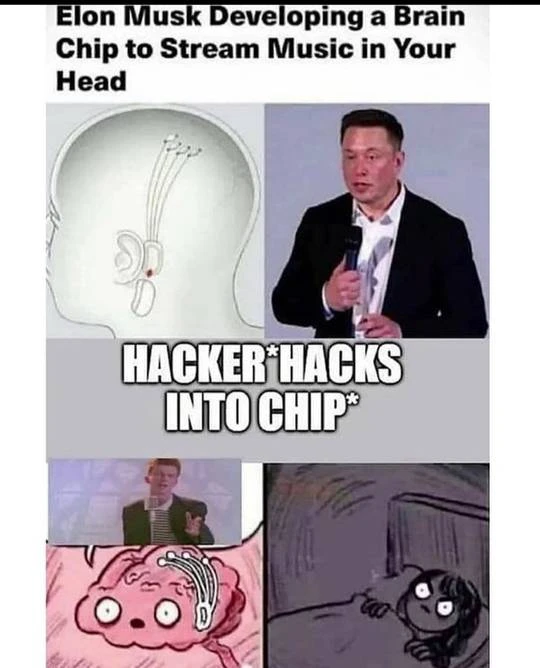 Elon Musk Developing a Brain
Chip to Stream Music in Your
Head
HACKER*HACKS
INTO CHIP*